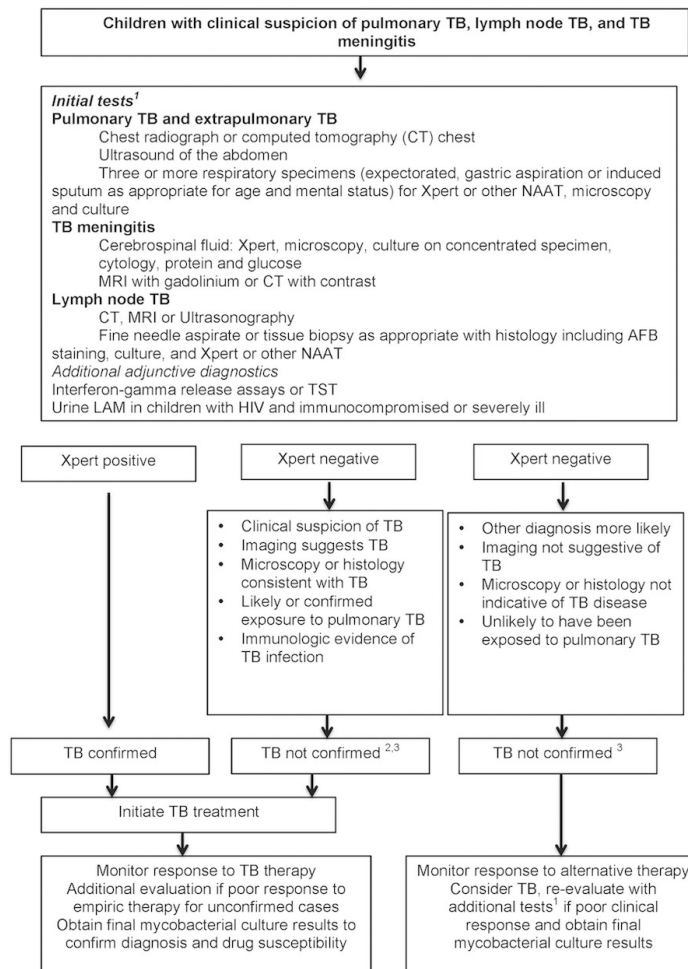 Children with clinical suspicion of pulmonary TB, lymph node TB, and TB
meningitis
Initial tests1
Pulmonary TB and extrapulmonary TB
Chest radiograph or computed tomography (CT) chest
Ultrasound of the abdomen
Three or more respiratory specimens (expectorated, gastric aspiration or induced
sputum as appropriate for age and mental status) for Xpert or other NAAT, microscopy
and culture
TB meningitis
Cerebrospinal fluid: Xpert, microscopy, culture on concentrated specimen,
cytology, protein and glucose
MRI with gadolinium or CT with contrast
Lymph node TB
CT, MRI or Ultrasonography
Fine needle aspirate or tissue biopsy as appropriate with histology including AFB
staining, culture, and Xpert or other NAAT
Additional adjunctive diagnostics
Interferon-gamma release assays or TST
Urine LAM in children with HIV and immunocompromised or severely ill
Xpert positive
Xpert negative
Xpert negative
• Clinical suspicion of TB
• Imaging suggests TB
• Microscopy or histology
consistent with TB
• Likely or confirmed
exposure to pulmonary TB
• Immunologic evidence of
TB infection
• Other diagnosis more likely
• Imaging not suggestive of
TB
• Microscopy or histology not
indicative of TB disease
• Unlikely to have been
exposed to pulmonary TB
TB confirmed
TB not confirmed 2,3
TB not confirmed 3
Initiate TB treatment
Monitor response to TB therapy
Additional evaluation if poor response to
empiric therapy for unconfirmed cases
Obtain final mycobacterial culture results to
confirm diagnosis and drug susceptibility
Monitor response to alternative therapy
Consider TB, re-evaluate with
additional tests1 if poor clinical
response and obtain final
mycobacterial culture results